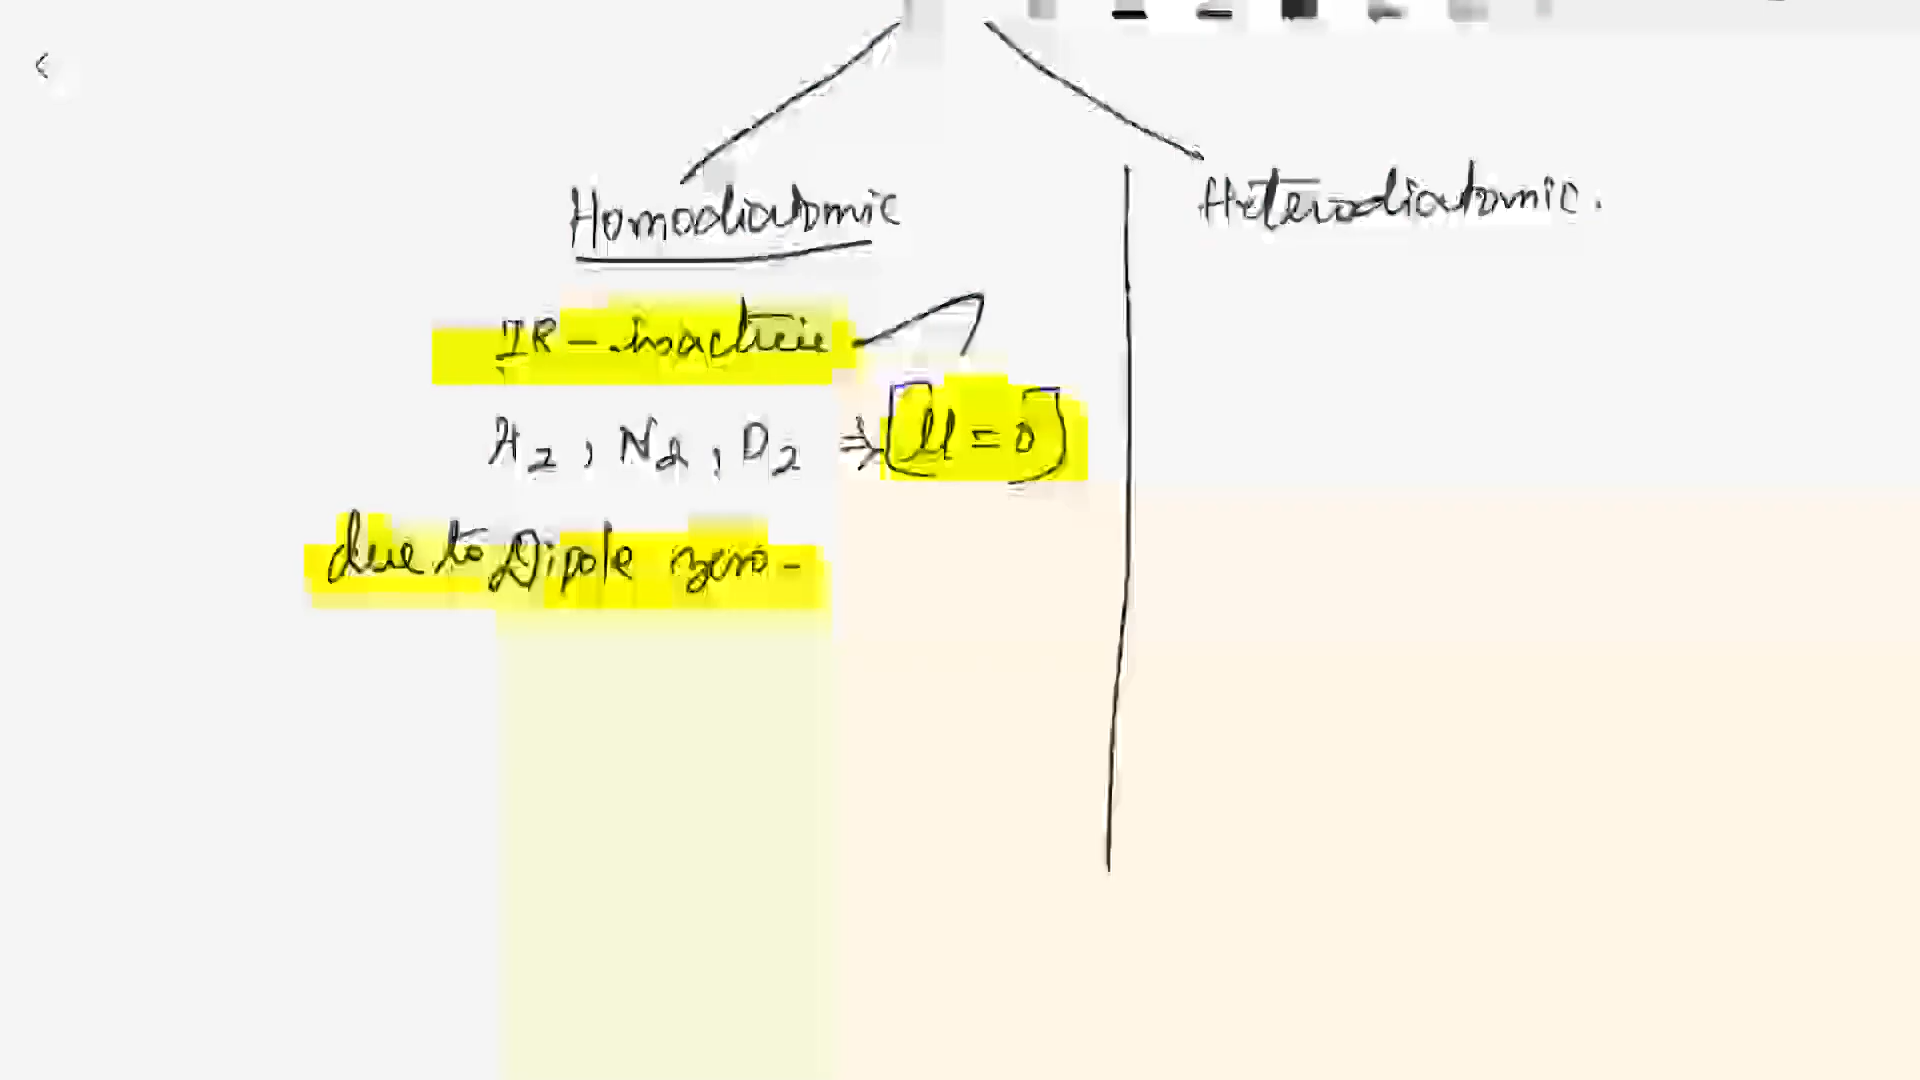 Homodiatomic
Heterodiatomic.
IR - inactive
H2, N2, D2 ⇒ [μ = 0]
due to Dipole zero-